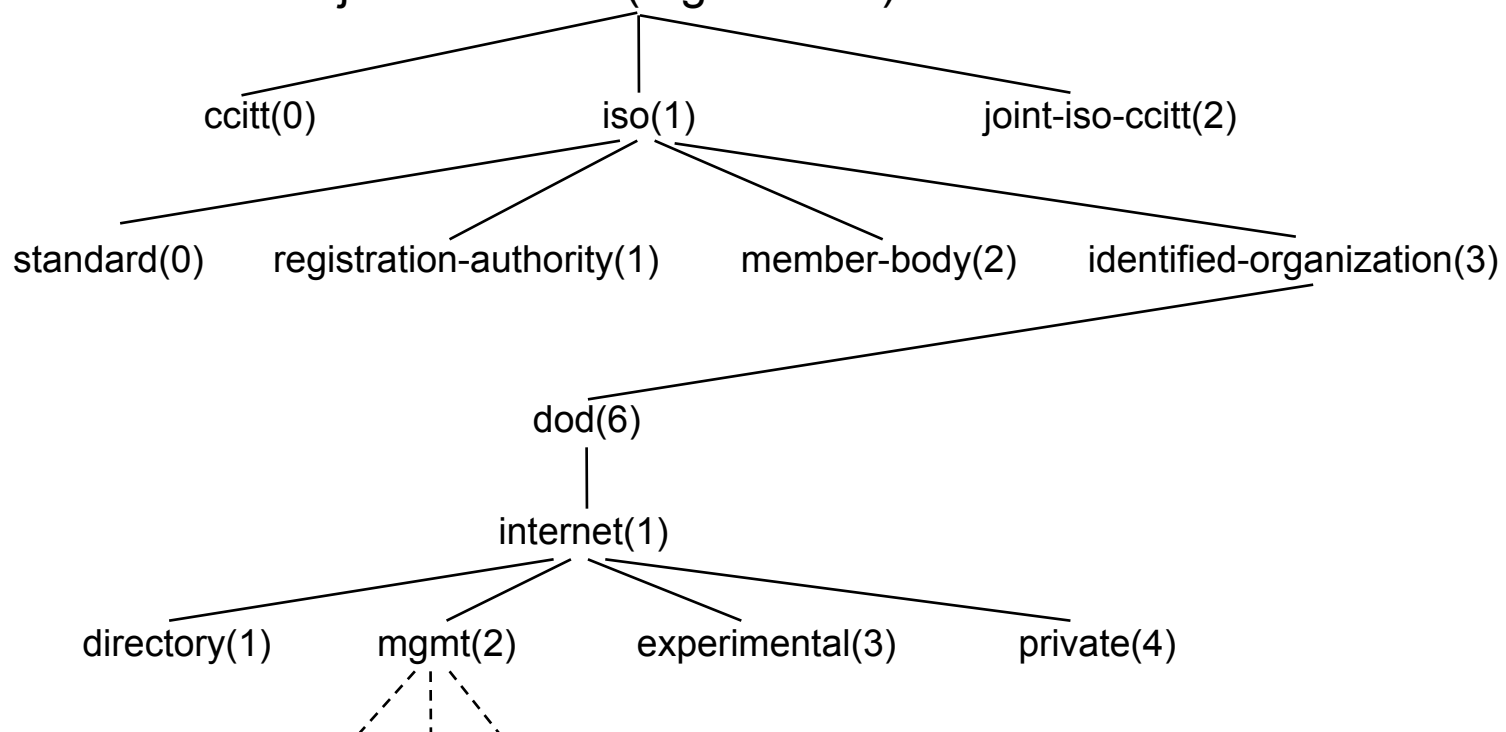 ccitt(0) iso(1) joint-iso-ccitt(2)
standard(0) registration-authority(1) member-body(2) identified-organization(3)
dod(6)
internet(1)
directory(1) mgmt(2) experimental(3) private(4)